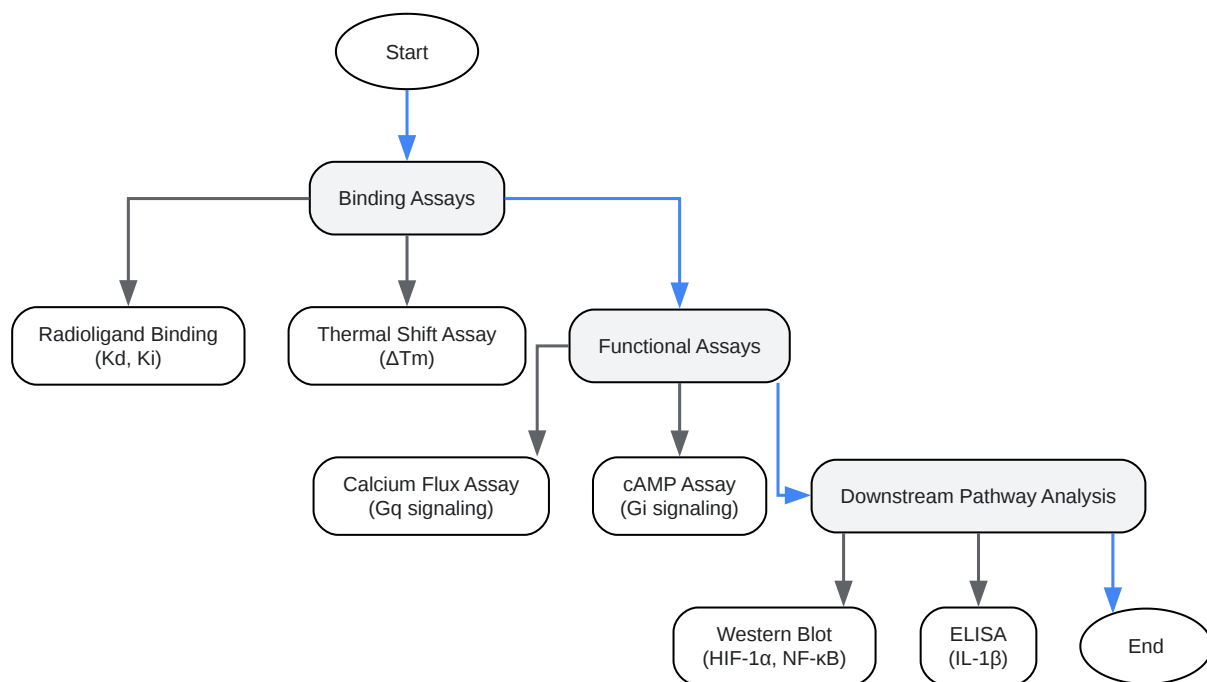 Start
Binding Assays
Radioligand Binding
(Kd, Ki)
Thermal Shift Assay
(ΔTm)
Functional Assays
Calcium Flux Assay
(Gq signaling)
cAMP Assay
(Gi signaling)
Downstream Pathway Analysis
Western Blot
(HIF-1α, NF-κB)
ELISA
(IL-1β)
End